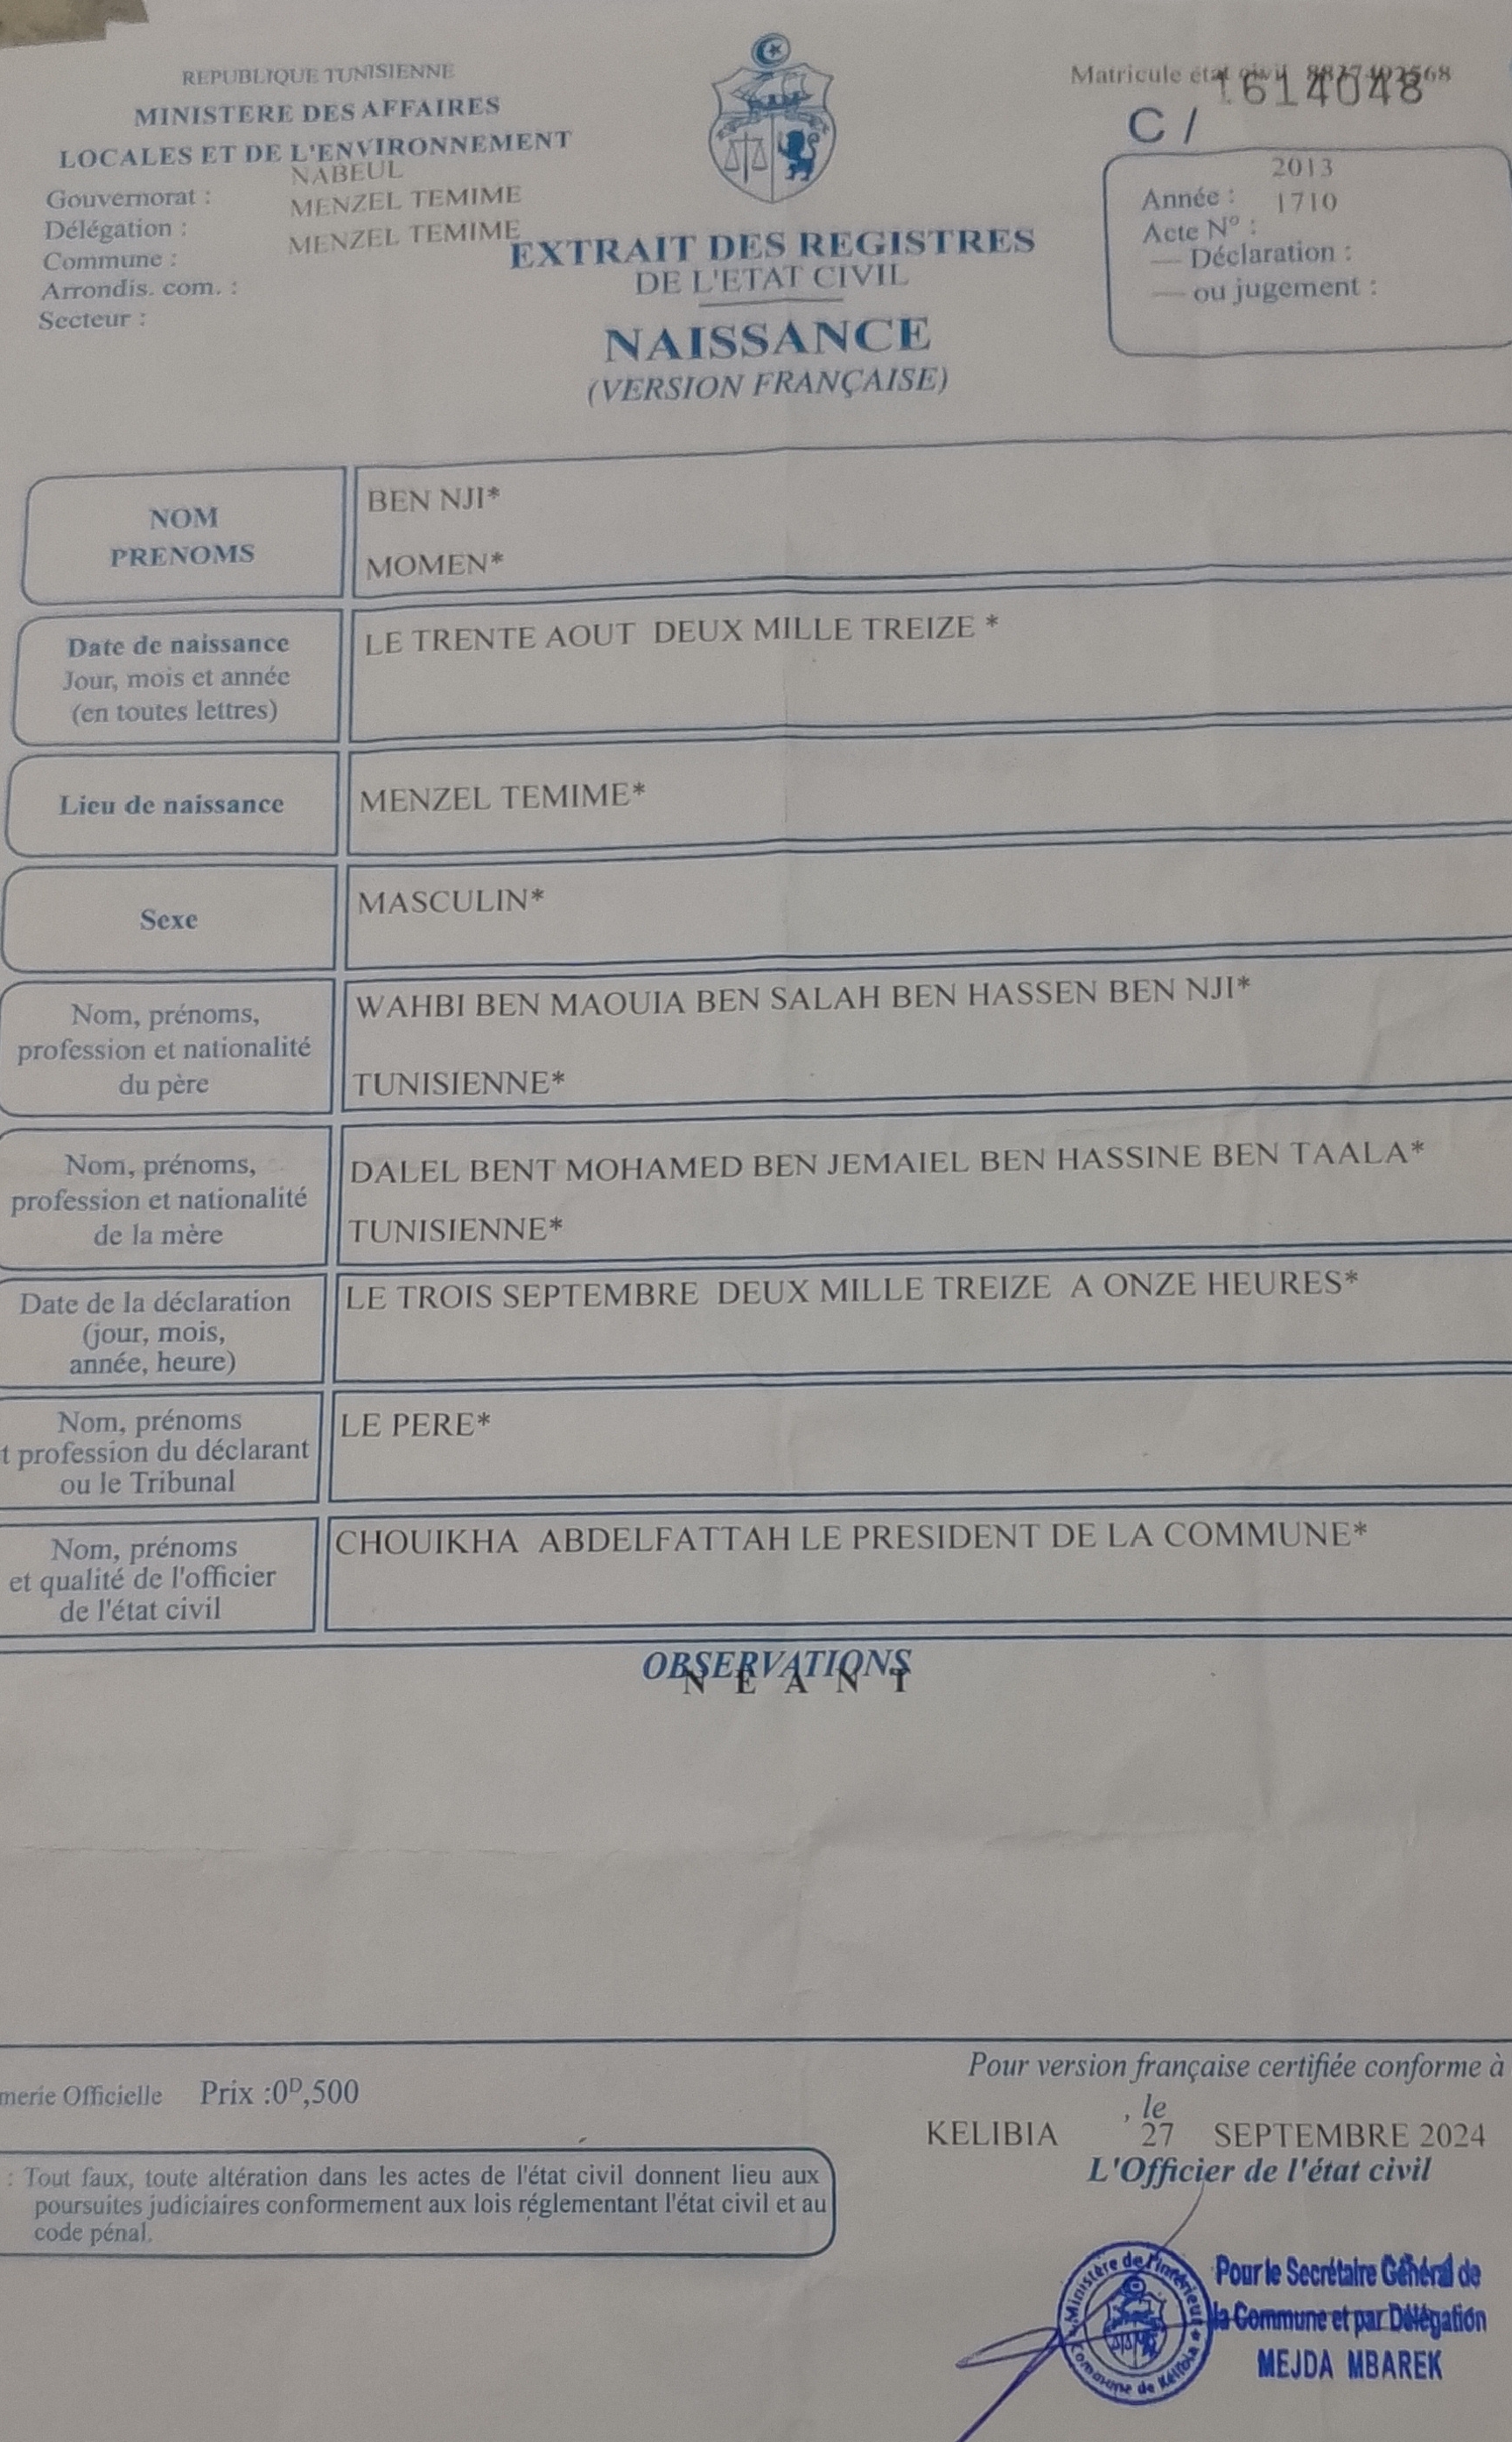 REPUBLIQUE TUNISIENNE
MINISTERE DES AFFAIRES
LOCALES ET DE L'ENVIRONNEMENT
Gouvernorat : NABEUL
Délégation : MENZEL TEMIME
Commune : MENZEL TEMIME
Arrondis. com. :
Secteur :
EXTRAIT DES REGISTRES
DE L'ETAT CIVIL
NAISSANCE
(VERSION FRANÇAISE)
Matricule état civil
C / 1614048
Année : 2013
Acte N° : 1710
— Déclaration :
— ou jugement :
NOM
PRENOMS
BEN NJI*
MOMEN*
Date de naissance
Jour, mois et année
(en toutes lettres)
LE TRENTE AOUT DEUX MILLE TREIZE *
Lieu de naissance
MENZEL TEMIME*
Sexe
MASCULIN*
Nom, prénoms,
profession et nationalité
du père
WAHBI BEN MAOUIA BEN SALAH BEN HASSEN BEN NJI*
TUNISIENNE*
Nom, prénoms,
profession et nationalité
de la mère
DALEL BENT MOHAMED BEN JEMAIEL BEN HASSINE BEN TAALA*
TUNISIENNE*
Date de la déclaration
(jour, mois,
année, heure)
LE TROIS SEPTEMBRE DEUX MILLE TREIZE A ONZE HEURES*
Nom, prénoms
t profession du déclarant
ou le Tribunal
LE PERE*
Nom, prénoms
et qualité de l'officier
de l'état civil
CHOUIKHA ABDELFATTAH LE PRESIDENT DE LA COMMUNE*
OBSERVATIONS
N E A N T
merie Officielle Prix :0D,500
: Tout faux, toute altération dans les actes de l'état civil donnent lieu aux
poursuites judiciaires conformement aux lois réglementant l'état civil et au
code pénal.
Pour version française certifiée conforme à
, le
KELIBIA 27 SEPTEMBRE 2024
L'Officier de l'état civil
Ministère de l'intérieur
Commune de Kélibia
Pour le Secrétaire Général de
la Commune et par Délégation
MEJDA MBAREK